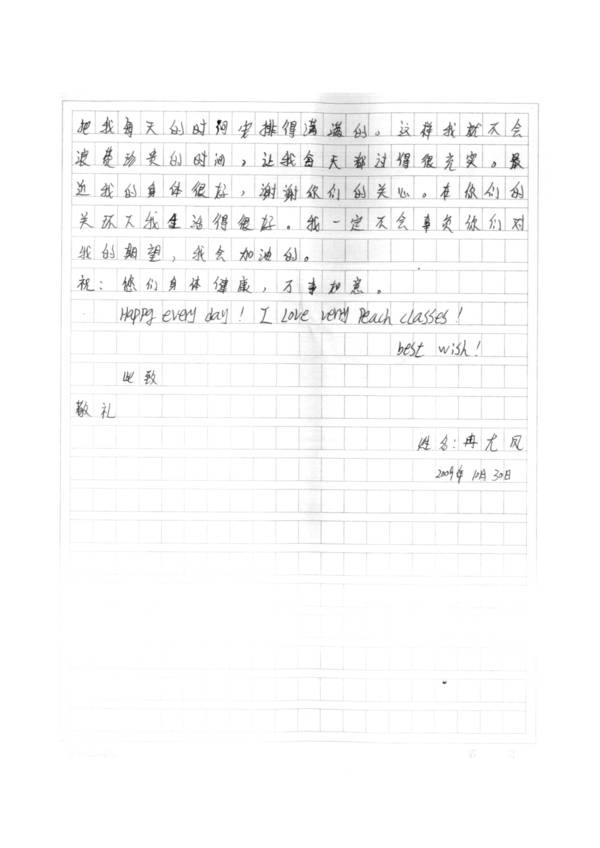 把我每天的时间安排得满满的。这样我就不会
浪费珍贵的时间，让我每天都过得很充实。最
近我的身体很好，谢谢你们的关心。在你们的
关环下我生活得很好。我一定不会辜负你们对
我的期望，我会加油的。
祝：你们身体健康，万事如意。
Happy every day! I Love very Peach classes!
best wish!
此致
敬礼
姓名：冉尤凤
2009年10月30日